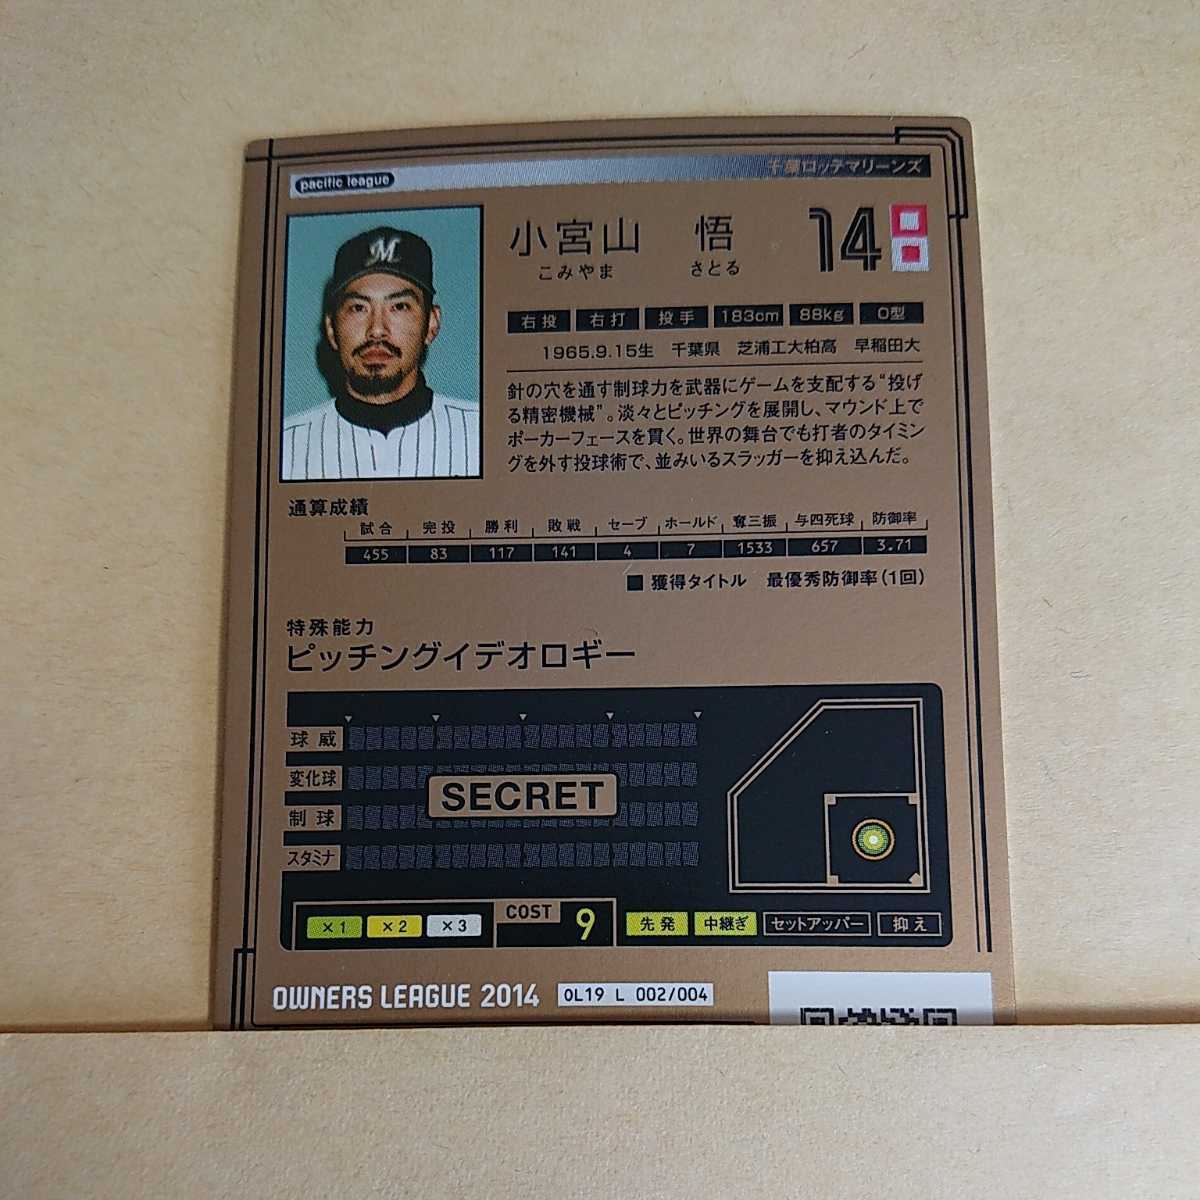 pacific league
千葉ロッテマリーンズ
M
小宮山 悟 14
こみやま さとる
右投 右打 投手 183cm 88kg O型
1965.9.15生 千葉県 芝浦工大柏高 早稲田大
針の穴を通す制球力を武器にゲームを支配する“投げ
る精密機械”。淡々とピッチングを展開し、マウンド上で
ポーカーフェースを貫く。世界の舞台でも打者のタイミン
グを外す投球術で、並みいるスラッガーを抑え込んだ。
通算成績
試合 完投 勝利 敗戦 セーブ ホールド 奪三振 与四死球 防御率
455 83 117 141 4 7 1533 657 3.71
■ 獲得タイトル 最優秀防御率(1回)
特殊能力
ピッチングイデオロギー
球威
変化球
SECRET
制球
スタミナ
×1 ×2 ×3 COST 9 先発 中継ぎ セットアッパー 抑え
OWNERS LEAGUE 2014 OL19 L 002/004